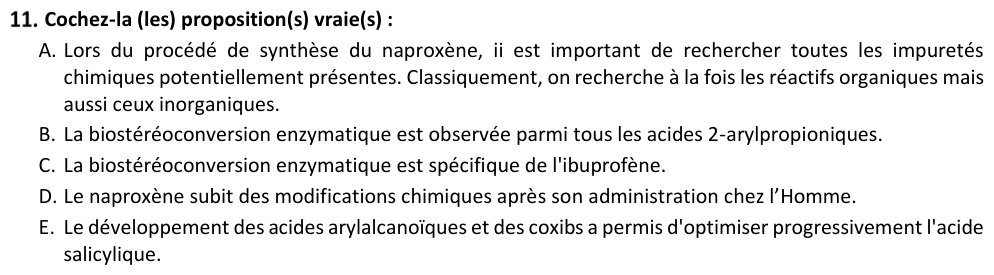 11. Cochez-la (les) proposition(s) vraie(s) :
A. Lors du procédé de synthèse du naproxène, ii est important de rechercher toutes les impuretés
chimiques potentiellement présentes. Classiquement, on recherche à la fois les réactifs organiques mais
aussi ceux inorganiques.
B. La biostéréoconversion enzymatique est observée parmi tous les acides 2-arylpropioniques.
C. La biostéréoconversion enzymatique est spécifique de l'ibuprofène.
D. Le naproxène subit des modifications chimiques après son administration chez l’Homme.
E. Le développement des acides arylalcanoïques et des coxibs a permis d'optimiser progressivement l'acide
salicylique.